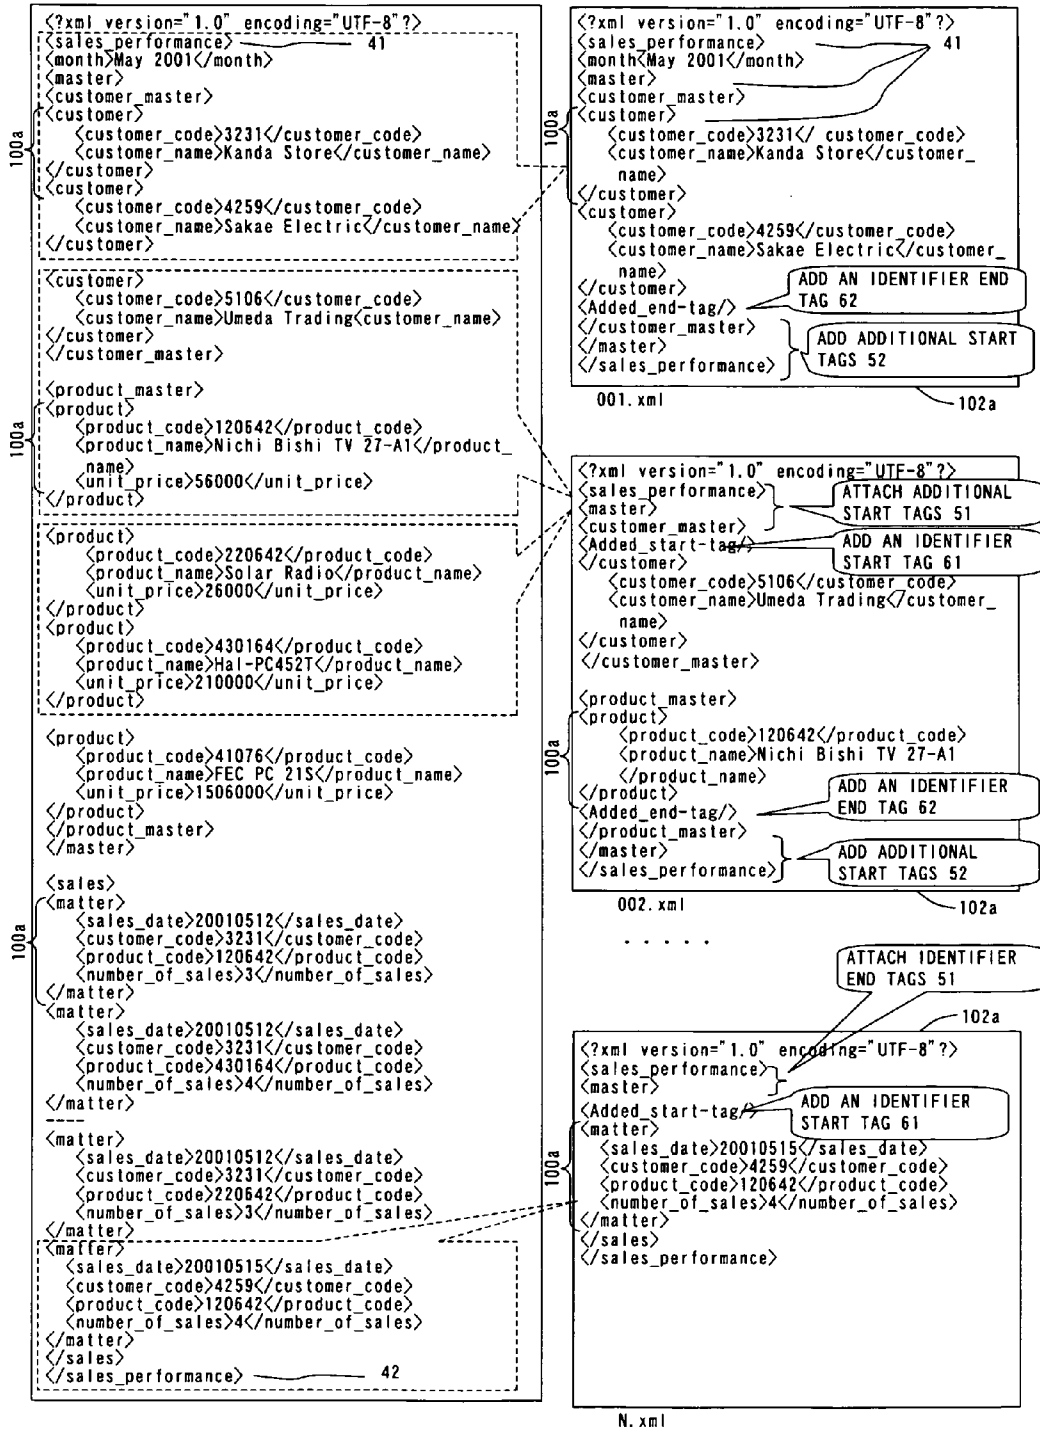 <?xml version="1.0" encoding="UTF-8"?>
<sales_performance> 41
<month>May 2001</month>
<master>
<customer_master>
<customer>
<customer_code>3231</customer_code>
<customer_name>Kanda Store</customer_name>
</customer>
<customer>
<customer_code>4259</customer_code>
<customer_name>Sakae Electric</customer_name>
</customer>
100a
<customer>
<customer_code>5106</customer_code>
<customer_name>Umeda Trading<customer_name>
</customer>
</customer_master>
<product_master>
<product>
<product_code>120642</product_code>
<product_name>Nichi Bishi TV 27-A1</product_
name>
<unit_price>56000</unit_price>
</product>
100a
<product>
<product_code>220642</product_code>
<product_name>Solar Radio</product_name>
<unit_price>26000</unit_price>
</product>
<product>
<product_code>430164</product_code>
<product_name>Hal-PC452T</product_name>
<unit_price>210000</unit_price>
</product>
<product>
<product_code>41076</product_code>
<product_name>FEC PC 21S</product_name>
<unit_price>1506000</unit_price>
</product>
</product_master>
</master>
<sales>
<matter>
<sales_date>20010512</sales_date>
<customer_code>3231</customer_code>
<product_code>120642</product_code>
<number_of_sales>3</number_of_sales>
</matter>
100a
<matter>
<sales_date>20010512</sales_date>
<customer_code>3231</customer_code>
<product_code>430164</product_code>
<number_of_sales>4</number_of_sales>
</matter>
----
<matter>
<sales_date>20010512</sales_date>
<customer_code>3231</customer_code>
<product_code>220642</product_code>
<number_of_sales>3</number_of_sales>
</matter>
<matter>
<sales_date>20010515</sales_date>
<customer_code>4259</customer_code>
<product_code>120642</product_code>
<number_of_sales>4</number_of_sales>
</matter>
</sales>
</sales_performance> 42
<?xml version="1.0" encoding="UTF-8"?>
<sales_performance> 41
<month<May 2001</month>
<master>
<customer_master>
<customer>
<customer_code>3231</ customer_code>
<customer_name>Kanda Store</customer_
name>
</customer>
100a
<customer>
<customer_code>4259</customer_code>
<customer_name>Sakae Electric</customer_
name>
</customer>
<Added_end-tag/>
</customer_master>
</master>
</sales_performance>
ADD AN IDENTIFIER END
TAG 62
ADD ADDITIONAL START
TAGS 52
001.xml
102a
<?xml version="1.0" encoding="UTF-8"?>
<sales_performance>
<master>
<customer_master>
<Added_start-tag/>
</customer>
<customer_code>5106</customer_code>
<customer_name>Umeda Trading</customer_
name>
</customer>
</customer_master>
ATTACH ADDITIONAL
START TAGS 51
ADD AN IDENTIFIER
START TAG 61
<product_master>
<product>
<product_code>120642</product_code>
<product_name>Nichi Bishi TV 27-A1
</product_name>
</product>
100a
<Added_end-tag/>
</product_master>
</master>
</sales_performance>
ADD AN IDENTIFIER
END TAG 62
ADD ADDITIONAL
START TAGS 52
002.xml
102a
. . . . .
ATTACH IDENTIFIER
END TAGS 51
102a
<?xml version="1.0" encoding="UTF-8"?>
<sales_performance>
<master>
<Added_start-tag/>
ADD AN IDENTIFIER
START TAG 61
<matter>
<sales_date>20010515</sales_date>
<customer_code>4259</customer_code>
<product_code>120642</product_code>
<number_of_sales>4</number_of_sales>
</matter>
100a
</sales>
</sales_performance>
N.xml